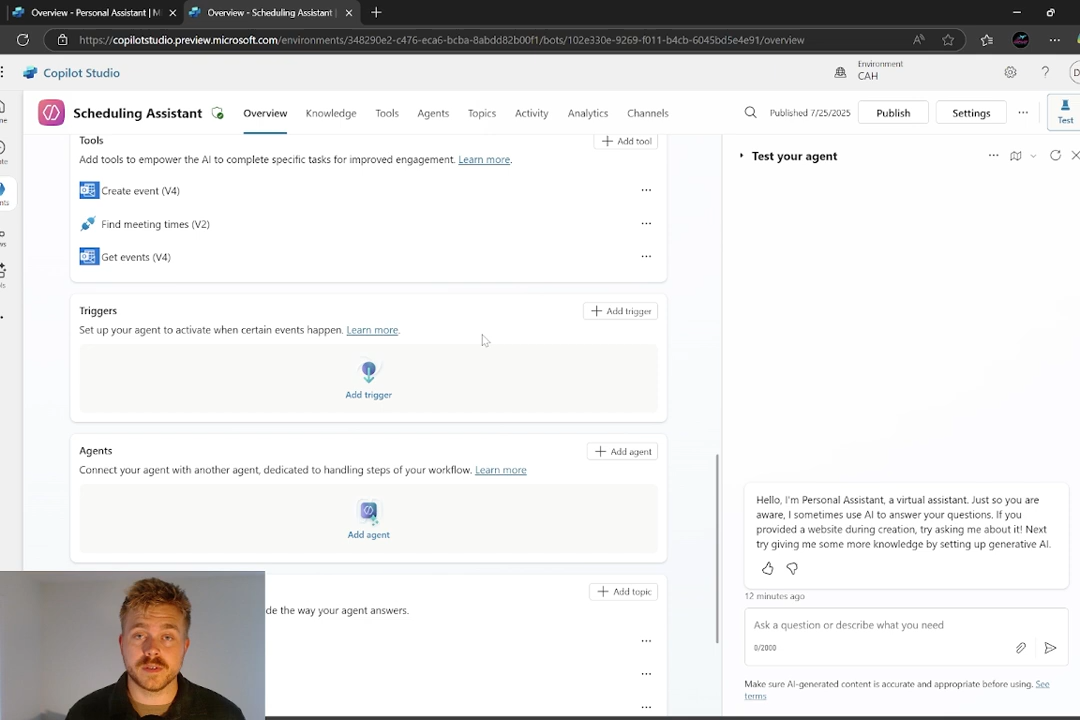 Overview - Personal Assistant | M
Overview - Scheduling Assistant |
https://copilotstudio.preview.microsoft.com/environments/348290e2-c476-eca6-bcba-8abdd82b00f1/bots/102e330e-9269-f011-b4cb-6045bd5e4e91/overview
Copilot Studio
Environment
CAH
Scheduling Assistant
Overview
Knowledge
Tools
Agents
Topics
Activity
Analytics
Channels
Published 7/25/2025
Publish
Settings
Test
Tools
Add tool
Add tools to empower the AI to complete specific tasks for improved engagement. Learn more.
Create event (V4)
Find meeting times (V2)
Get events (V4)
Triggers
Add trigger
Set up your agent to activate when certain events happen. Learn more.
Add trigger
Agents
Add agent
Connect your agent with another agent, dedicated to handling steps of your workflow. Learn more
Add agent
Add topic
de the way your agent answers.
Test your agent
Hello, I'm Personal Assistant, a virtual assistant. Just so you are
aware, I sometimes use AI to answer your questions. If you
provided a website during creation, try asking me about it! Next
try giving me some more knowledge by setting up generative AI.
12 minutes ago
Ask a question or describe what you need
0/2000
Make sure AI-generated content is accurate and appropriate before using. See
terms